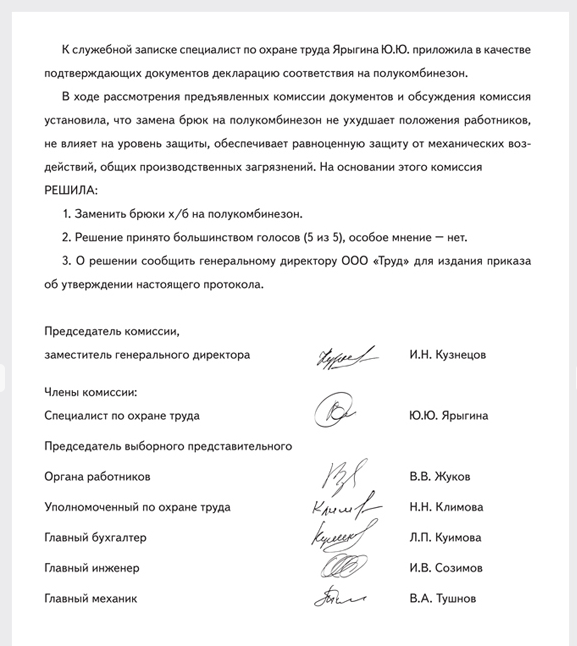 К служебной записке специалист по охране труда Ярыгина Ю.Ю. приложила в качестве
подтверждающих документов декларацию соответствия на полукомбинезон.
В ходе рассмотрения предъявленных комиссии документов и обсуждения комиссия
установила, что замена брюк на полукомбинезон не ухудшает положения работников,
не влияет на уровень защиты, обеспечивает равноценную защиту от механических воз-
действий, общих производственных загрязнений. На основании этого комиссия
РЕШИЛА:
1. Заменить брюки х/б на полукомбинезон.
2. Решение принято большинством голосов (5 из 5), особое мнение — нет.
3. О решении сообщить генеральному директору ООО «Труд» для издания приказа
об утверждении настоящего протокола.
Председатель комиссии,
заместитель генерального директора И.Н. Кузнецов
Члены комиссии:
Специалист по охране труда Ю.Ю. Ярыгина
Председатель выборного представительного
Органа работников В.В. Жуков
Уполномоченный по охране труда Н.Н. Климова
Главный бухгалтер Л.П. Куимова
Главный инженер И.В. Созимов
Главный механик В.А. Тушнов